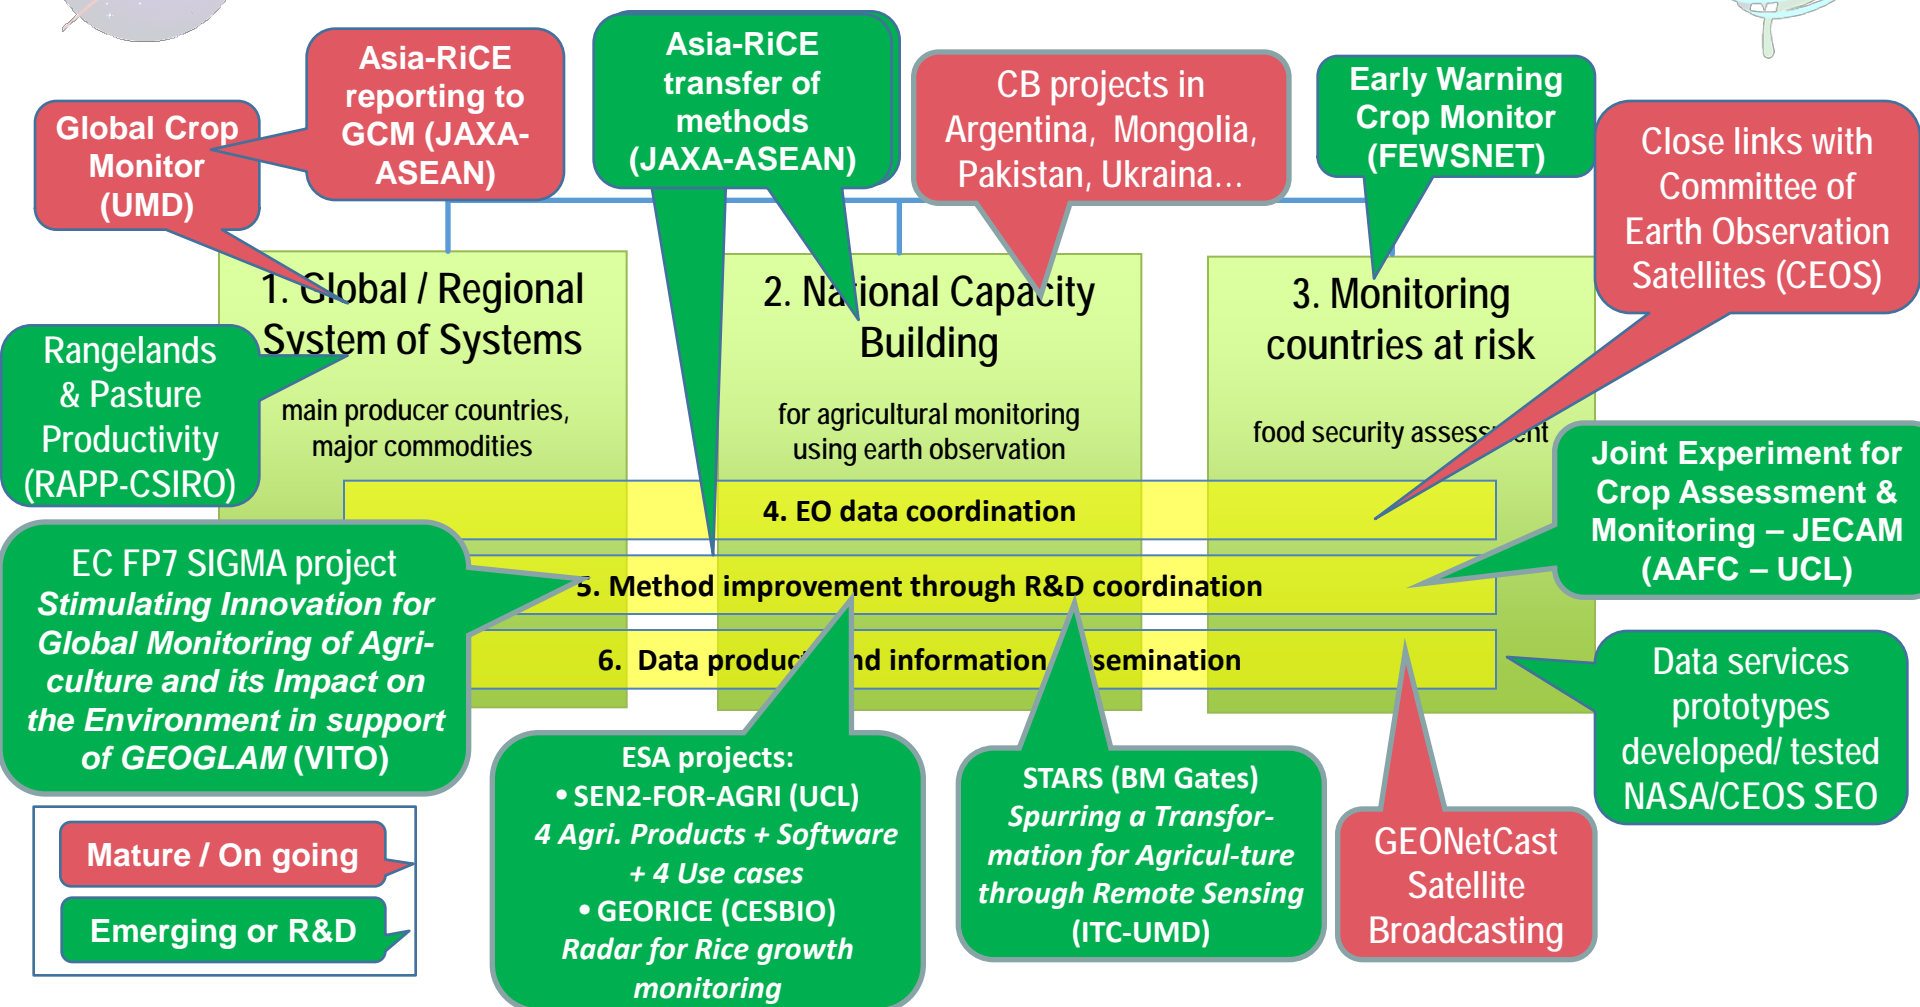 Global Crop
Monitor
(UMD)
Asia-RiCE
reporting to
GCM (JAXA-
ASEAN)
Asia-RiCE
transfer of
methods
(JAXA-ASEAN)
CB projects in
Argentina, Mongolia,
Pakistan, Ukraina...
Early Warning
Crop Monitor
(FEWSNET)
Close links with
Committee of
Earth Observation
Satellites (CEOS)
1. Global / Regional
System of Systems
main producer countries,
major commodities
2. National Capacity
Building
for agricultural monitoring
using earth observation
3. Monitoring
countries at risk
food security assessment
Rangelands
& Pasture
Productivity
(RAPP-CSIRO)
4. EO data coordination
5. Method improvement through R&D coordination
6. Data products and information dissemination
Joint Experiment for
Crop Assessment &
Monitoring – JECAM
(AAFC – UCL)
EC FP7 SIGMA project
Stimulating Innovation for
Global Monitoring of Agri-
culture and its Impact on
the Environment in support
of GEOGLAM (VITO)
ESA projects:
• SEN2-FOR-AGRI (UCL)
4 Agri. Products + Software
+ 4 Use cases
• GEORICE (CESBIO)
Radar for Rice growth
monitoring
STARS (BM Gates)
Spurring a Transfor-
mation for Agricul-ture
through Remote Sensing
(ITC-UMD)
GEONetCast
Satellite
Broadcasting
Data services
prototypes
developed/ tested
NASA/CEOS SEO
Mature / On going
Emerging or R&D